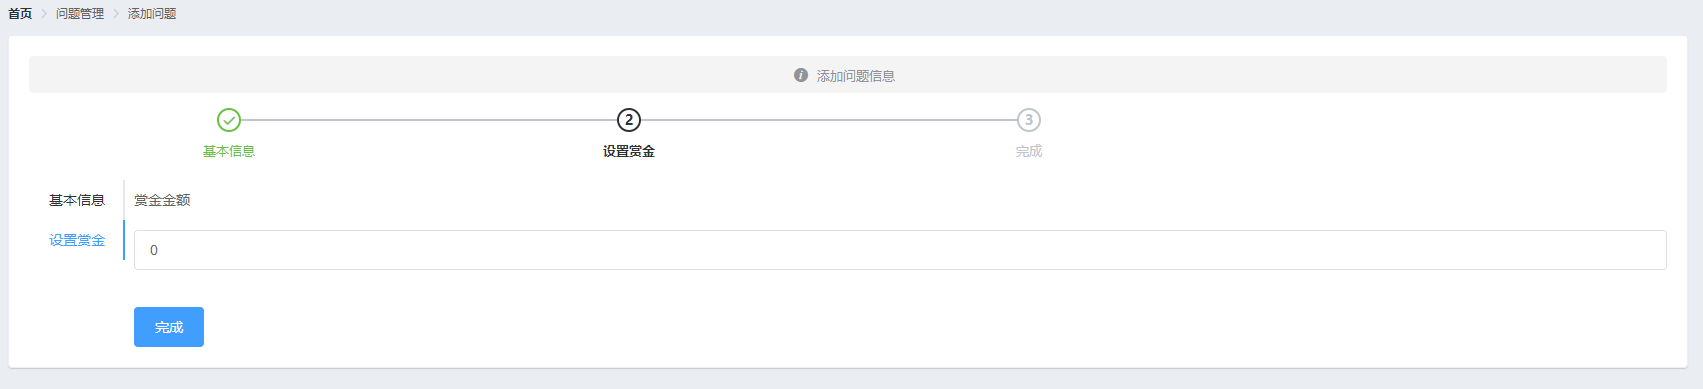 首页 > 问题管理 > 添加问题
添加问题信息
2 3
基本信息 设置赏金 完成
基本信息 赏金金额
设置赏金
0
完成